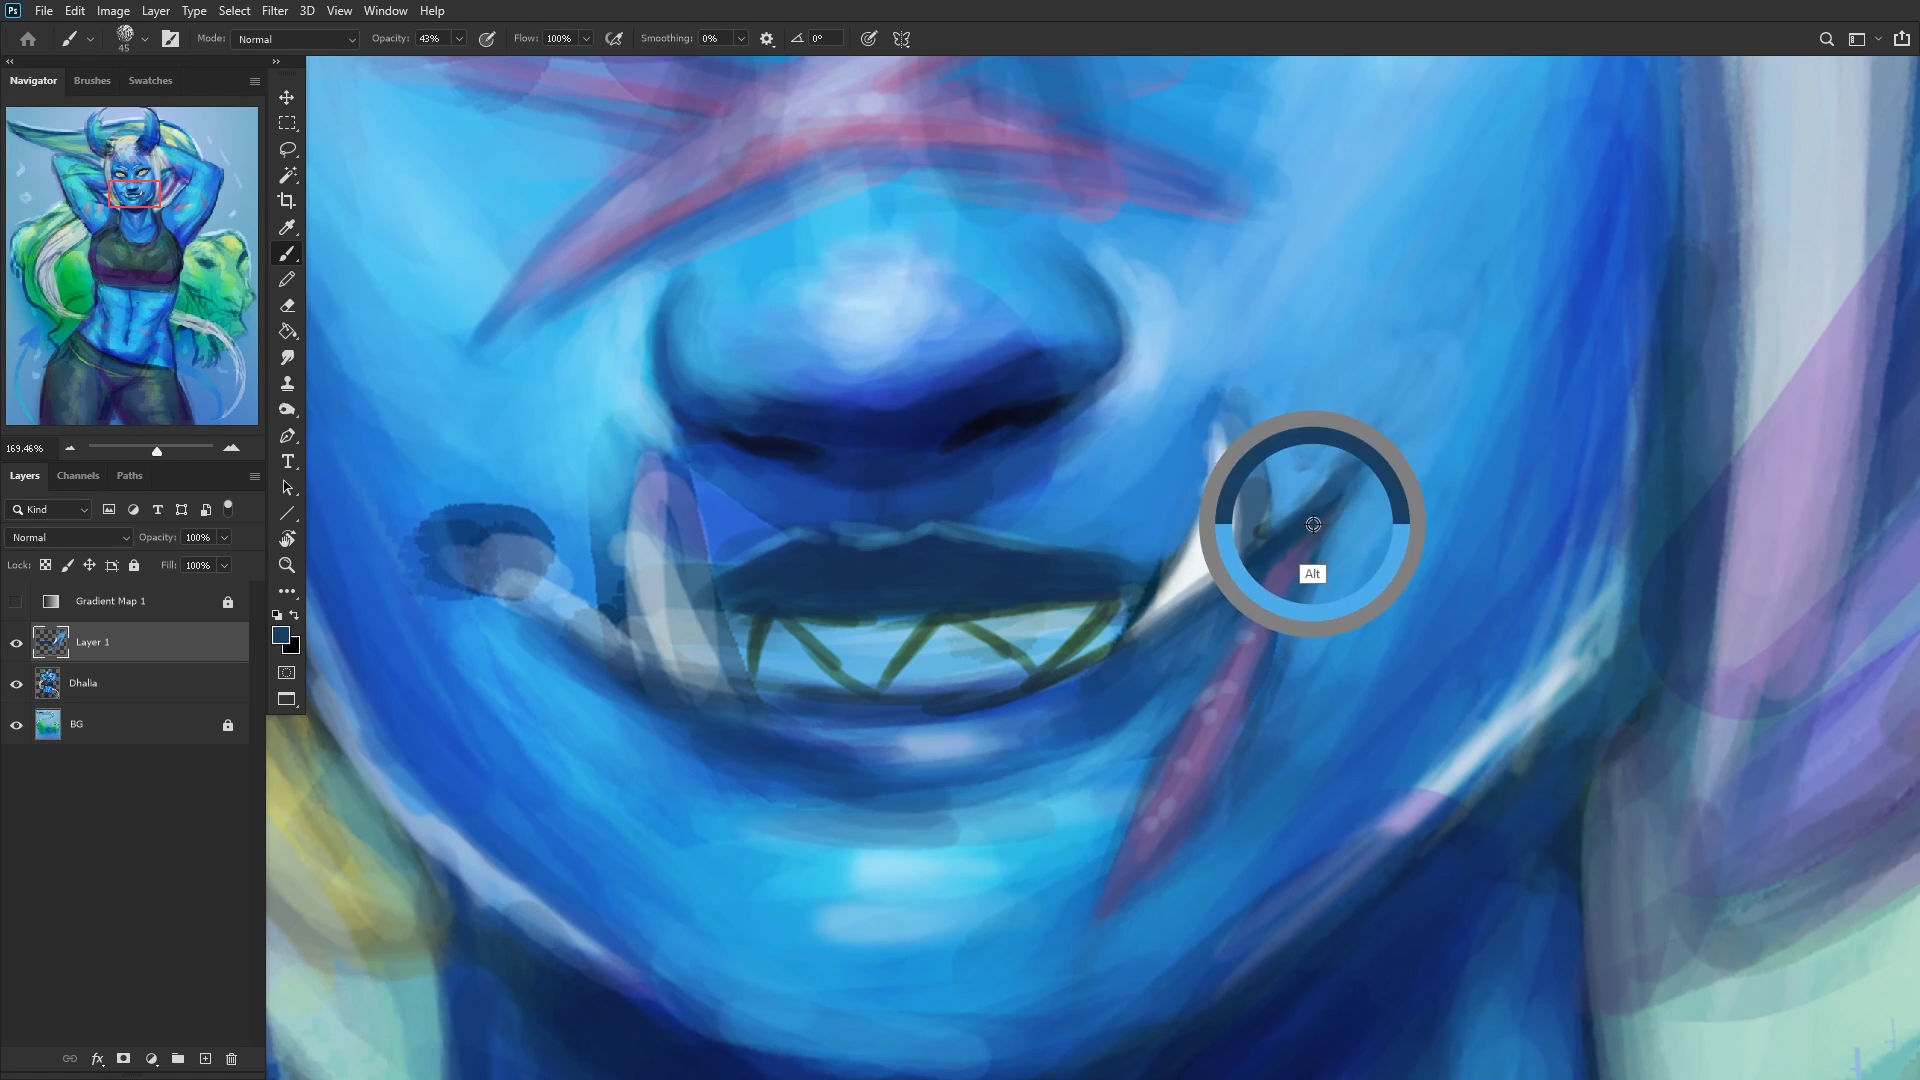 Ps File Edit Image Layer Type Select Filter 3D View Window Help
45 Mode: Normal Opacity: 43% Flow: 100% Smoothing: 0% 0°
Navigator Brushes Swatches
169.46%
Layers Channels Paths
Kind
Normal Opacity: 100%
Lock: Fill: 100%
Gradient Map 1
Layer 1
Dhalia
BG
Alt